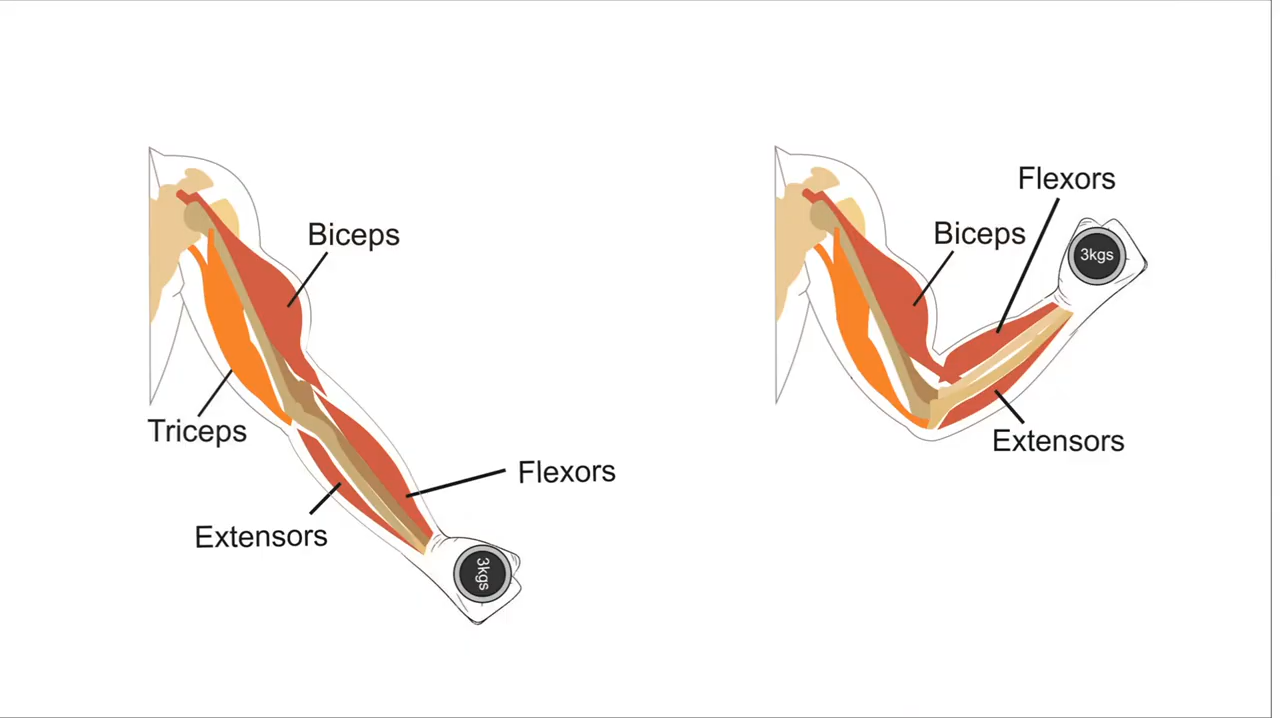 Biceps
Triceps
Flexors
Extensors
3kgs
Flexors
Biceps
3kgs
Extensors